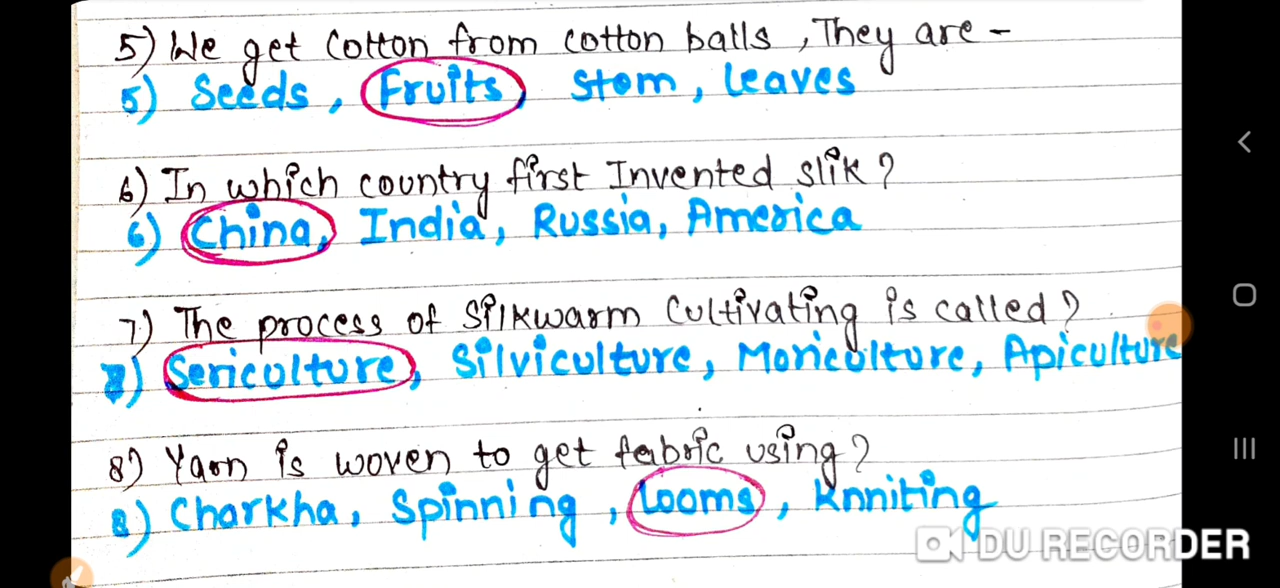 5) We get Cotton from cotton balls, They are -
5) Seeds, Fruits, Stem, Leaves
6) In which country first Invented slik?
6) China, India, Russia, America
7) The process of Silkwarm Cultivating is called?
7) Sericulture, Silviculture, Moriculture, Apiculture
8) Yarn is woven to get fabric using?
8) Charkha, Spinning, Looms, Knniting
DU RECORDER